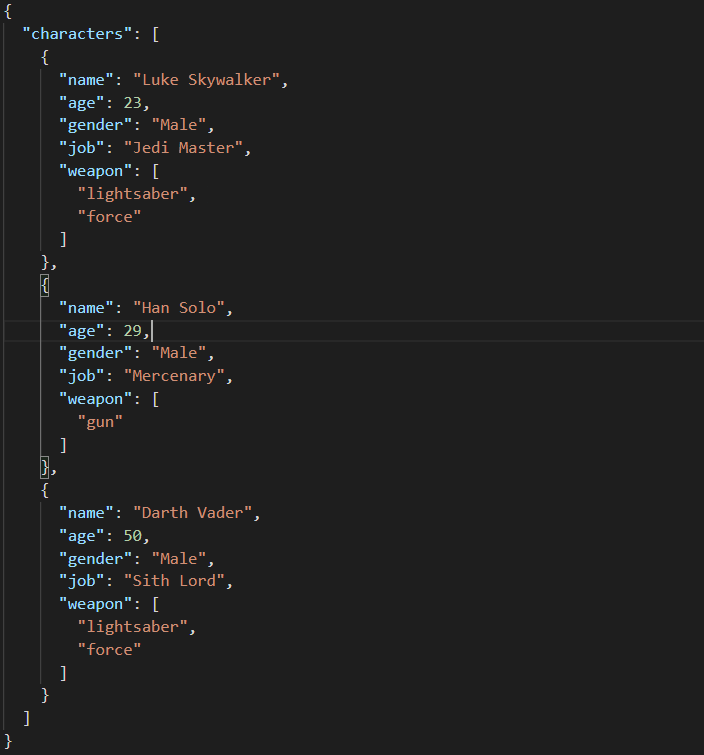 {
  "characters": [
    {
      "name": "Luke Skywalker",
      "age": 23,
      "gender": "Male",
      "job": "Jedi Master",
      "weapon": [
        "lightsaber",
        "force"
      ]
    },
    {
      "name": "Han Solo",
      "age": 29,
      "gender": "Male",
      "job": "Mercenary",
      "weapon": [
        "gun"
      ]
    },
    {
      "name": "Darth Vader",
      "age": 50,
      "gender": "Male",
      "job": "Sith Lord",
      "weapon": [
        "lightsaber",
        "force"
      ]
    }
  ]
}